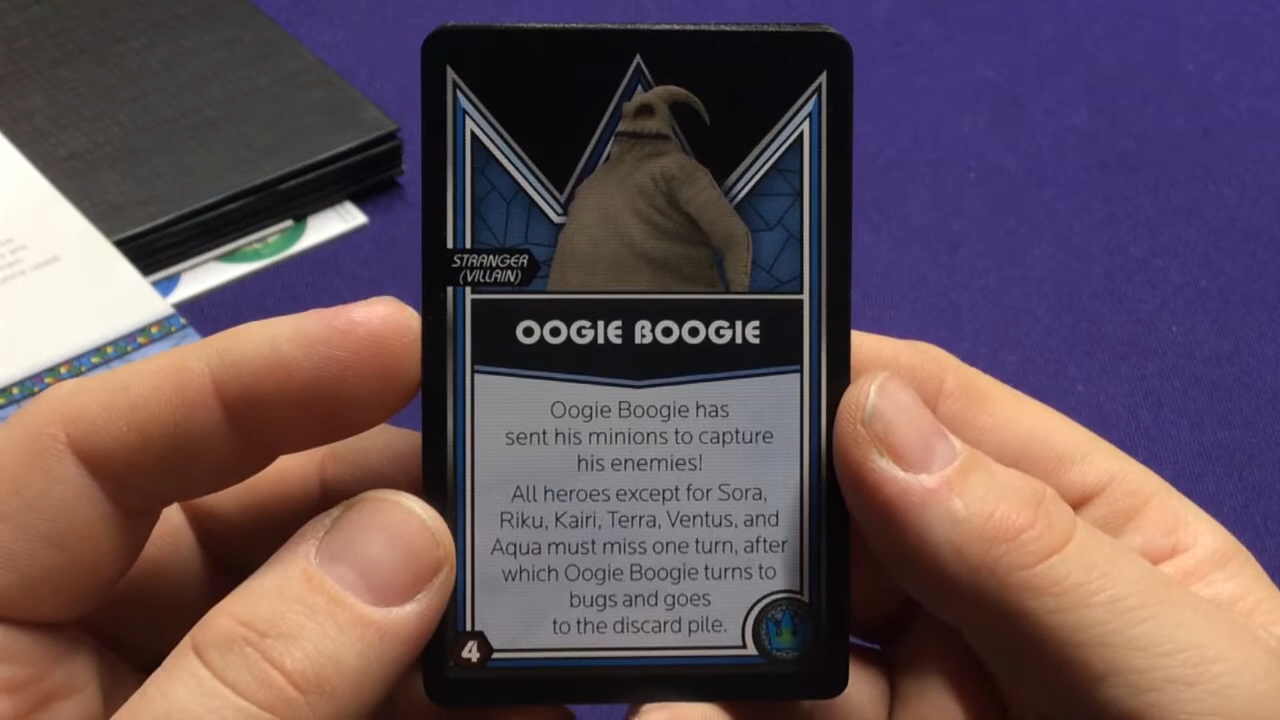 STRANGER
(VILLAIN)
OOGIE BOOGIE
Oogie Boogie has
sent his minions to capture
his enemies!
All heroes except for Sora,
Riku, Kairi, Terra, Ventus, and
Aqua must miss one turn, after
which Oogie Boogie turns to
bugs and goes
to the discard pile.
4